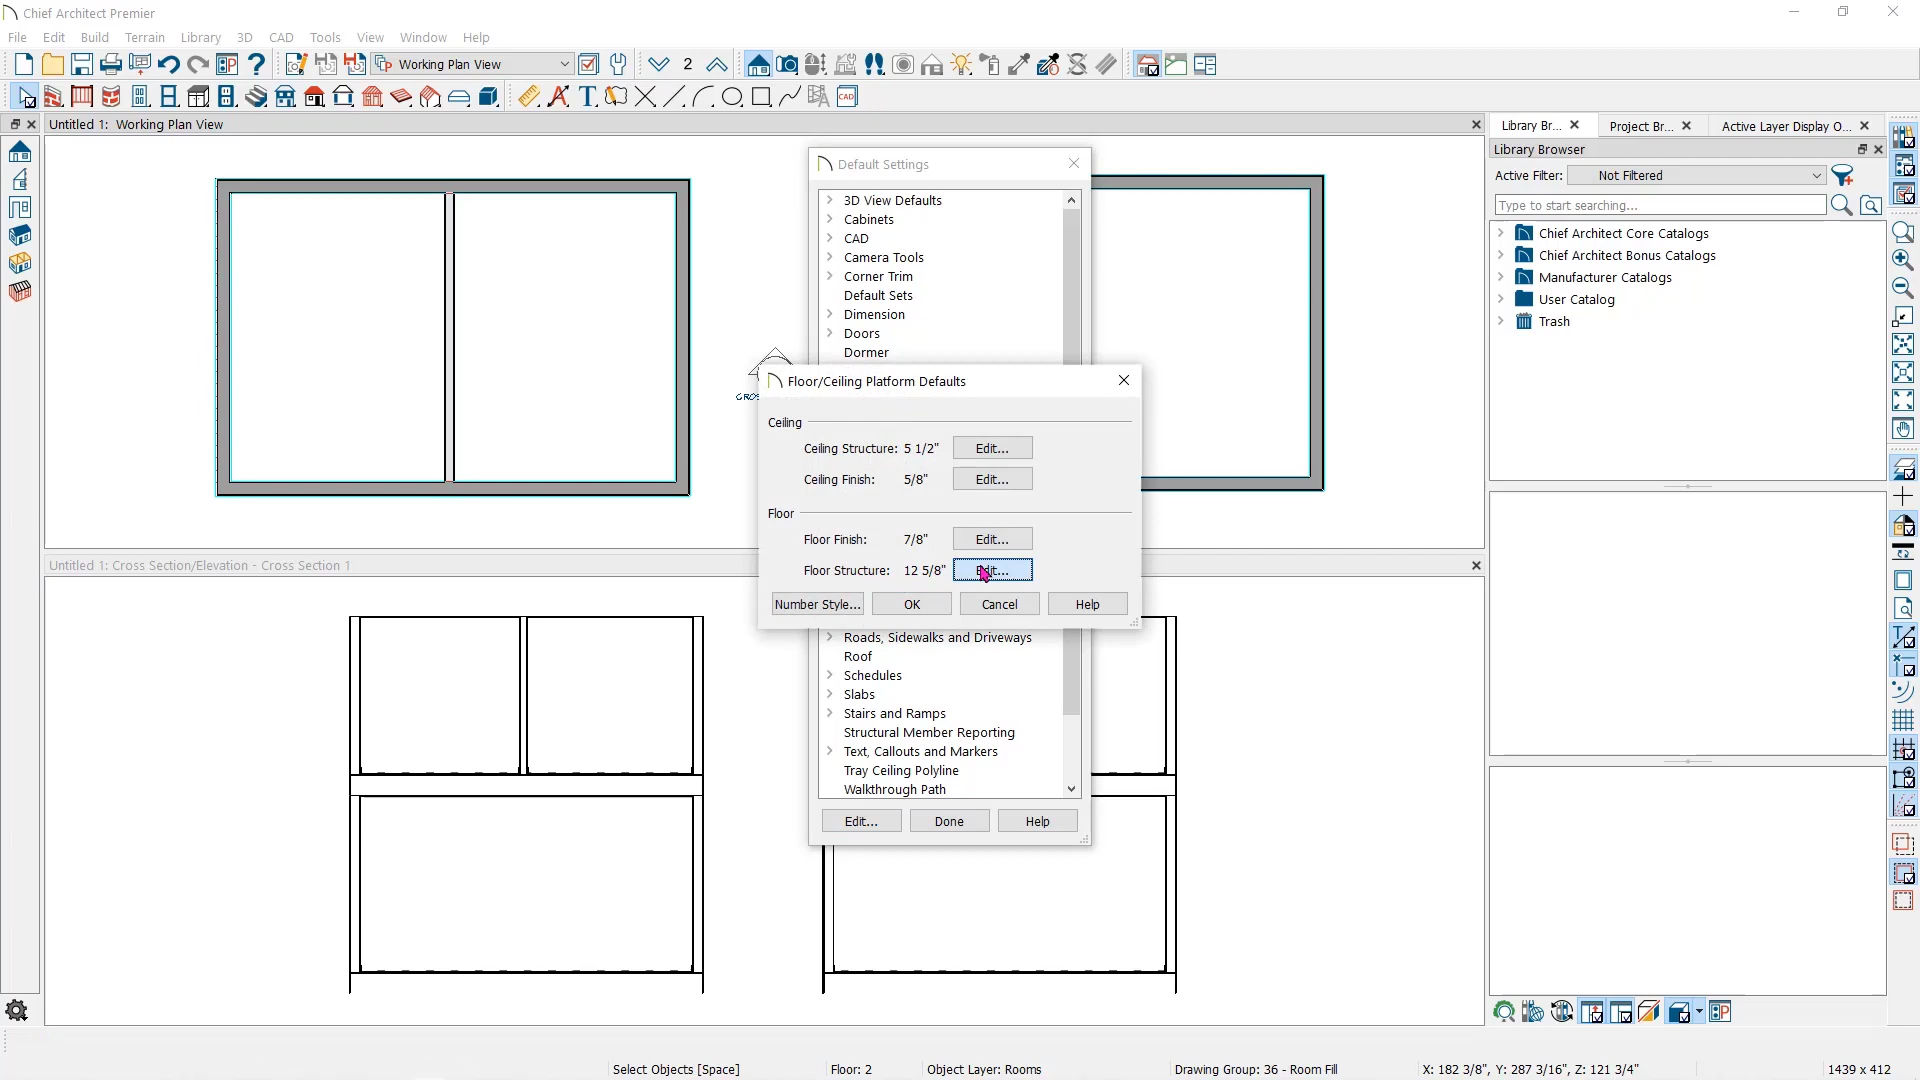 Chief Architect Premier
File Edit Build Terrain Library 3D CAD Tools View Window Help
Working Plan View
2
CAD
Untitled 1: Working Plan View
Library Br...
Project Br...
Active Layer Display O...
Library Browser
Active Filter: Not Filtered
Type to start searching...
Chief Architect Core Catalogs
Chief Architect Bonus Catalogs
Manufacturer Catalogs
User Catalog
Trash
Default Settings
3D View Defaults
Cabinets
CAD
Camera Tools
Corner Trim
Default Sets
Dimension
Doors
Dormer
Floor/Ceiling Platform Defaults
Ceiling
Ceiling Structure: 5 1/2" Edit...
Ceiling Finish: 5/8" Edit...
Floor
Floor Finish: 7/8" Edit...
Floor Structure: 12 5/8" Edit...
Number Style... OK Cancel Help
Roads, Sidewalks and Driveways
Roof
Schedules
Slabs
Stairs and Ramps
Structural Member Reporting
Text, Callouts and Markers
Tray Ceiling Polyline
Walkthrough Path
Edit... Done Help
Untitled 1: Cross Section/Elevation - Cross Section 1
Select Objects [Space] Floor: 2 Object Layer: Rooms Drawing Group: 36 - Room Fill X: 182 3/8", Y: 287 3/16", Z: 121 3/4" 1439 x 412